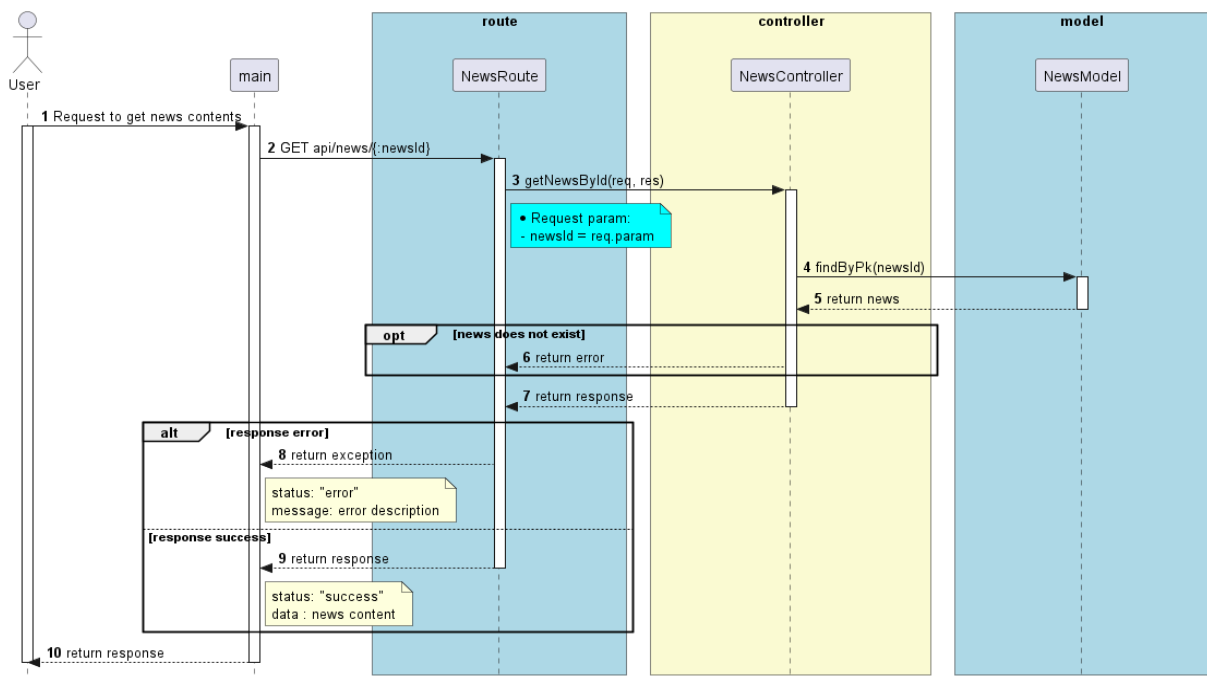 route
controller
model
User
main
NewsRoute
NewsController
NewsModel
1 Request to get news contents
2 GET api/news/{:newsId}
3 getNewsById(req, res)
• Request param:
- newsId = req.param
4 findByPk(newsId)
5 return news
opt [news does not exist]
6 return error
7 return response
alt [response error]
8 return exception
status: "error"
message: error description
[response success]
9 return response
status: "success"
data : news content
10 return response